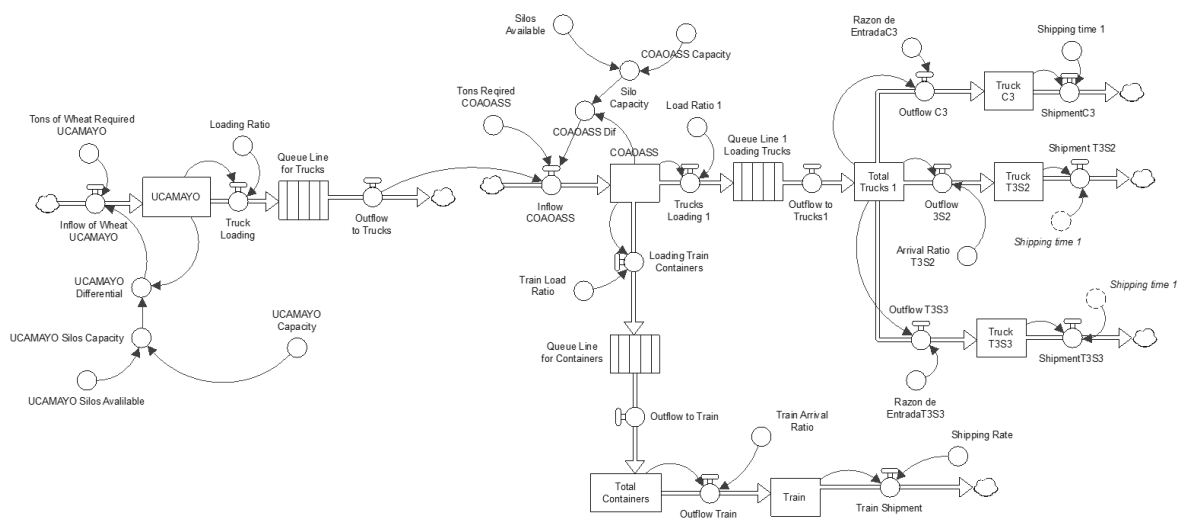 Tons of Wheat Required
UCAMAYO
Loading Ratio
Queue Line
for Trucks
UCAMAYO
Inflow of Wheat
UCAMAYO
Truck
Loading
Outflow
to Trucks
UCAMAYO
Differential
UCAMAYO Silos Capacity
UCAMAYO
Capacity
UCAMAYO Silos Avalilable
Silos
Available
COAOASS Capacity
Silo
Capacity
Tons Reqired
COAOASS
COAOASS Dif
Load Ratio 1
COAOASS
Inflow
COAOASS
Trucks
Loading 1
Queue Line 1
Loading Trucks
Outflow to
Trucks1
Loading Train
Containers
Train Load
Ratio
Queue Line
for Containers
Outflow to Train
Total
Containers
Train Arrival
Ratio
Outflow Train
Train
Shipping Rate
Train Shipment
Razon de
EntradaC3
Shipping time 1
Truck
C3
Outflow C3
ShipmentC3
Total
Trucks 1
Outflow
3S2
Truck
T3S2
Shipment T3S2
Shipping time 1
Arrival Ratio
T3S2
Shipping time 1
Outflow T3S3
Truck
T3S3
ShipmentT3S3
Razon de
EntradaT3S3